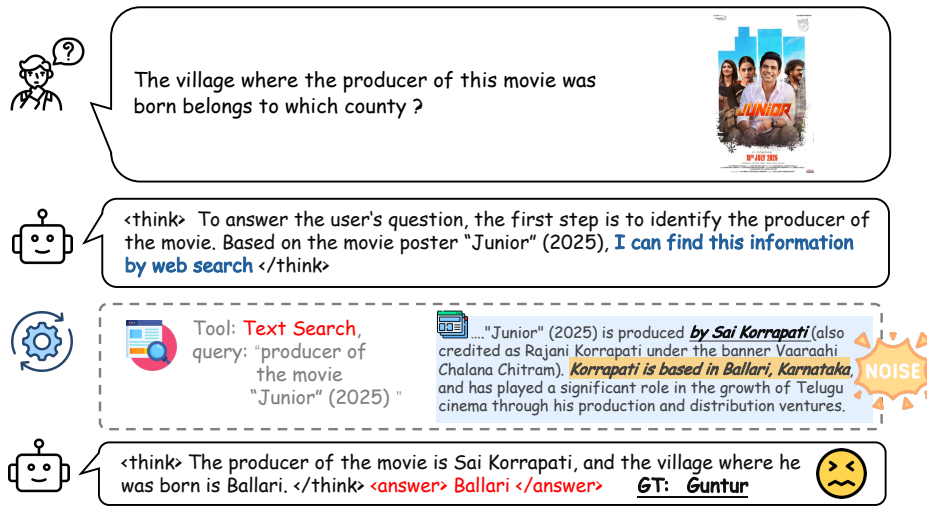 The village where the producer of this movie was
born belongs to which county ?
JUNIOR
18TH JULY 2025
<think> To answer the user's question, the first step is to identify the producer of
the movie. Based on the movie poster "Junior" (2025), I can find this information
by web search </think>
Tool: Text Search,
query: "producer of
the movie
"Junior" (2025) "
...."Junior" (2025) is produced by Sai Korrapati (also
credited as Rajani Korrapati under the banner Vaaraahi
Chalana Chitram). Korrapati is based in Ballari, Karnataka,
and has played a significant role in the growth of Telugu
cinema through his production and distribution ventures.
NOISE
<think> The producer of the movie is Sai Korrapati, and the village where he
was born is Ballari. </think> <answer> Ballari </answer> GT: Guntur